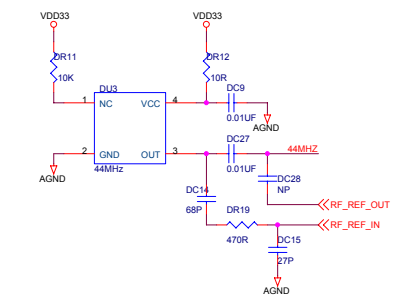 VDD33
VDD33
DR11
10K
DR12
10R
DU3
DC9
1
NC
VCC
4
0.01UF
AGND
DC27
2
GND
OUT
3
44MHZ
44MHz
0.01UF
AGND
DC28
NP
DC14
68P
RF_REF_OUT
DR19
RF_REF_IN
470R
DC15
27P
AGND